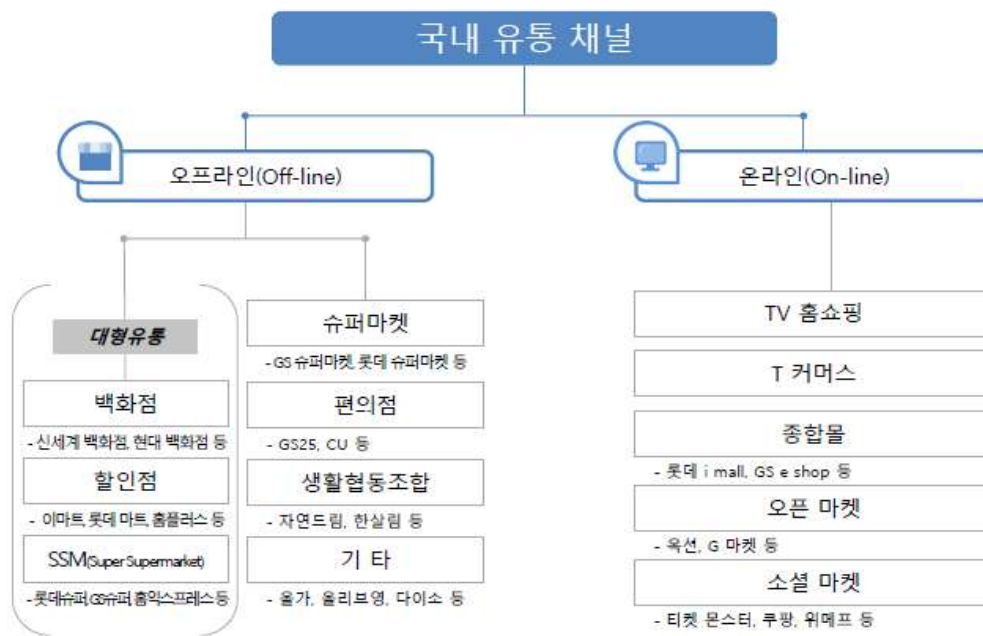 국내 유통 채널
오프라인(Off-line)
대형유통
백화점
- 신세계 백화점, 현대 백화점 등
할인점
- 이마트, 롯데 마트, 홈플러스 등
SSM(Super Supermarket)
- 롯데슈퍼, GS슈퍼, 홈익스프레스 등
슈퍼마켓
- GS 슈퍼마켓, 롯데 슈퍼마켓 등
편의점
- GS25, CU 등
생활협동조합
- 자연드림, 한살림 등
기 타
- 올가, 올리브영, 다이소 등
온라인(On-line)
TV 홈쇼핑
T 커머스
종합몰
- 롯데 i mall, GS e shop 등
오픈 마켓
- 옥션, G 마켓 등
소셜 마켓
- 티켓 몬스터, 쿠팡, 위메프 등